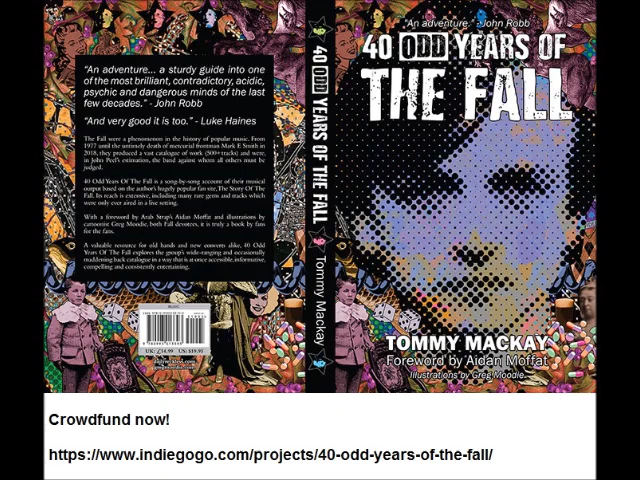 "An adventure... a sturdy guide into one
of the most brilliant, contradictory, acidic,
psychic and dangerous minds of the last
few decades." - John Robb
"And very good it is too." - Luke Haines
The Fall were a phenomenon in the history of popular music. From
1977 until the untimely death of mercurial frontman Mark E Smith in
2018, they produced a vast catalogue of work (500+tracks) and were,
in John Peel's estimation, the band against whom all others must be
judged.
40 Odd Years Of The Fall is a song-by-song account of their musical
output based on the author's hugely popular fan site, The Story Of The
Fall. Its reach is extensive, including many rare gems and tracks which
were only ever aired in a live setting.
With a foreword by Arab Strap's Aidan Moffat and illustrations by
cartoonist Greg Moodie, both Fall devotees, it is truly a book by fans
for the fans.
A valuable resource for old hands and new converts alike, 40 Odd
Years Of The Fall explores the group's wide-ranging and occasionally
maddening back catalogue in a way that is at once accessible, informative,
compelling and consistently entertaining.
UK: £14.99 US: $19.95
40 ODD YEARS OF THE FALL
Tommy Mackay
"An adventure." - John Robb
40 ODD YEARS OF
THE FALL
TOMMY MACKAY
Foreword by Aidan Moffat
Illustrations by Greg Moodie
Crowdfund now!
https://www.indiegogo.com/projects/40-odd-years-of-the-fall/